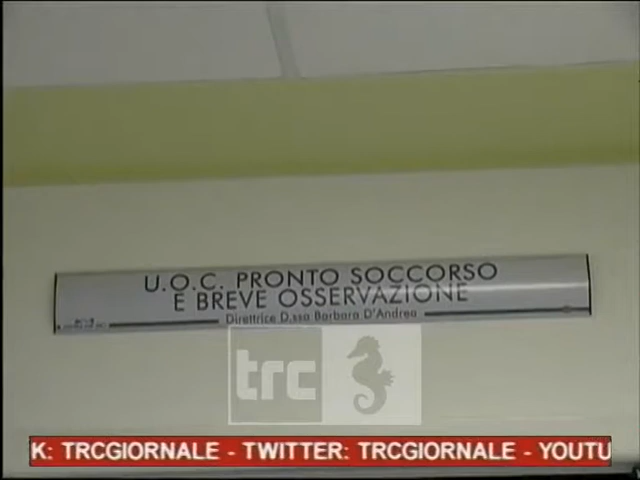 U.O.C. PRONTO SOCCORSO
E BREVE OSSERVAZIONE
Direttrice D.ssa Barbara D'Andrea
trc
K: TRCGIORNALE - TWITTER: TRCGIORNALE - YOUTU